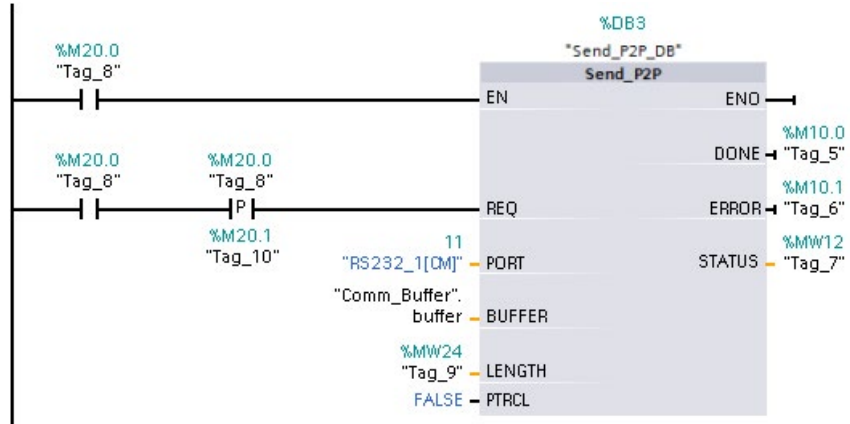 %DB3
"Send_P2P_DB"
%M20.0
"Tag_8"
Send_P2P
EN ENO
%M10.0
DONE "Tag_5"
%M20.0 %M20.0
"Tag_8" "Tag_8"
%M10.1
P REQ ERROR "Tag_6"
%M20.1
"Tag_10"
11 %MW12
"RS232_1[CM]" PORT STATUS "Tag_7"
"Comm_Buffer".
buffer BUFFER
%MW24
"Tag_9" LENGTH
FALSE PTRCL